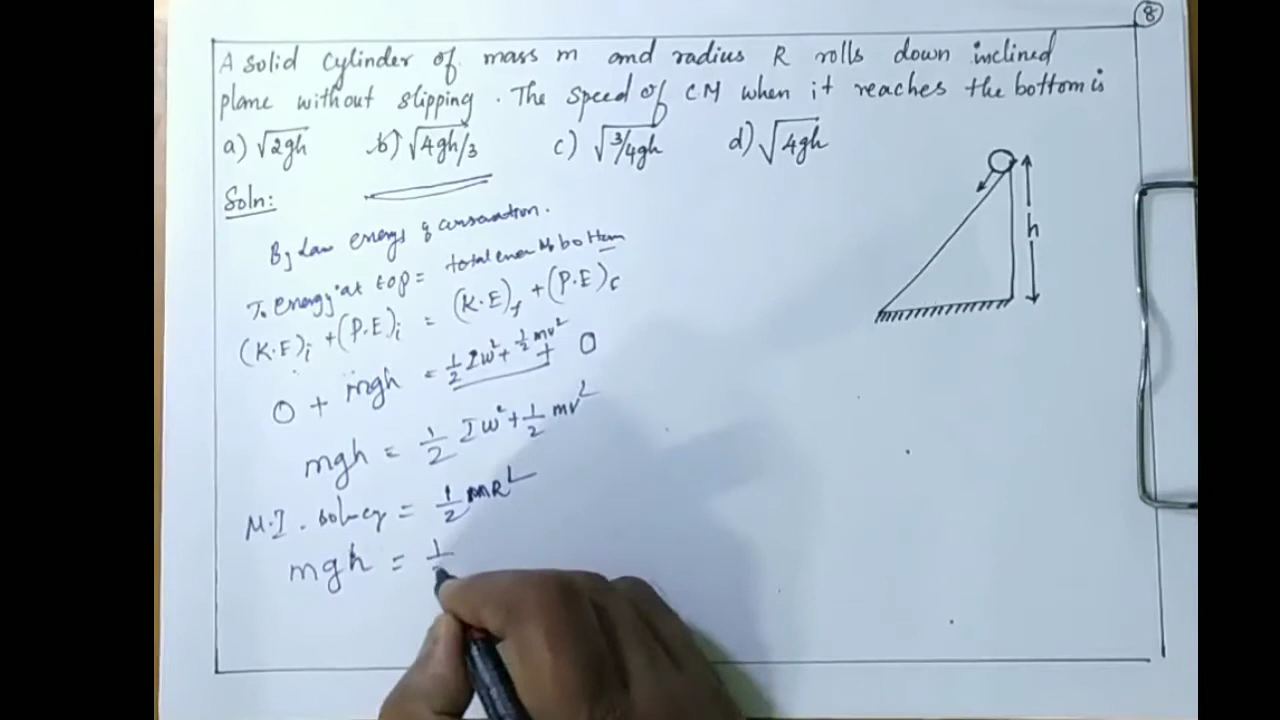 8
A solid cylinder of mass m and radius R rolls down inclined
plane without slipping. The speed of CM when it reaches the bottom is
a) √2gh b) √4gh/3 c) √3/4gh d) √4gh
Soln:
h
By Law energy of conservation.
To energy at top = total ener at bottom
(K.E)i + (P.E)i = (K.E)f + (P.E)f
0 + mgh = 1/2 Iω² + 1/2 mv² + 0
mgh = 1/2 Iω² + 1/2 mv²
M.I. solid cy = 1/2 MR²
mgh = 1/